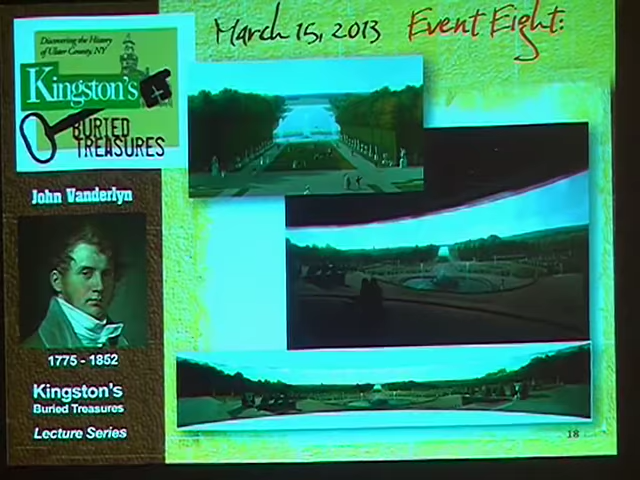 March 15, 2013 Event Eight:
Discovering the History
of Ulster County, NY
Kingston's
BURIED
TREASURES
John Vanderlyn
1775 - 1852
Kingston's
Buried Treasures
Lecture Series
18